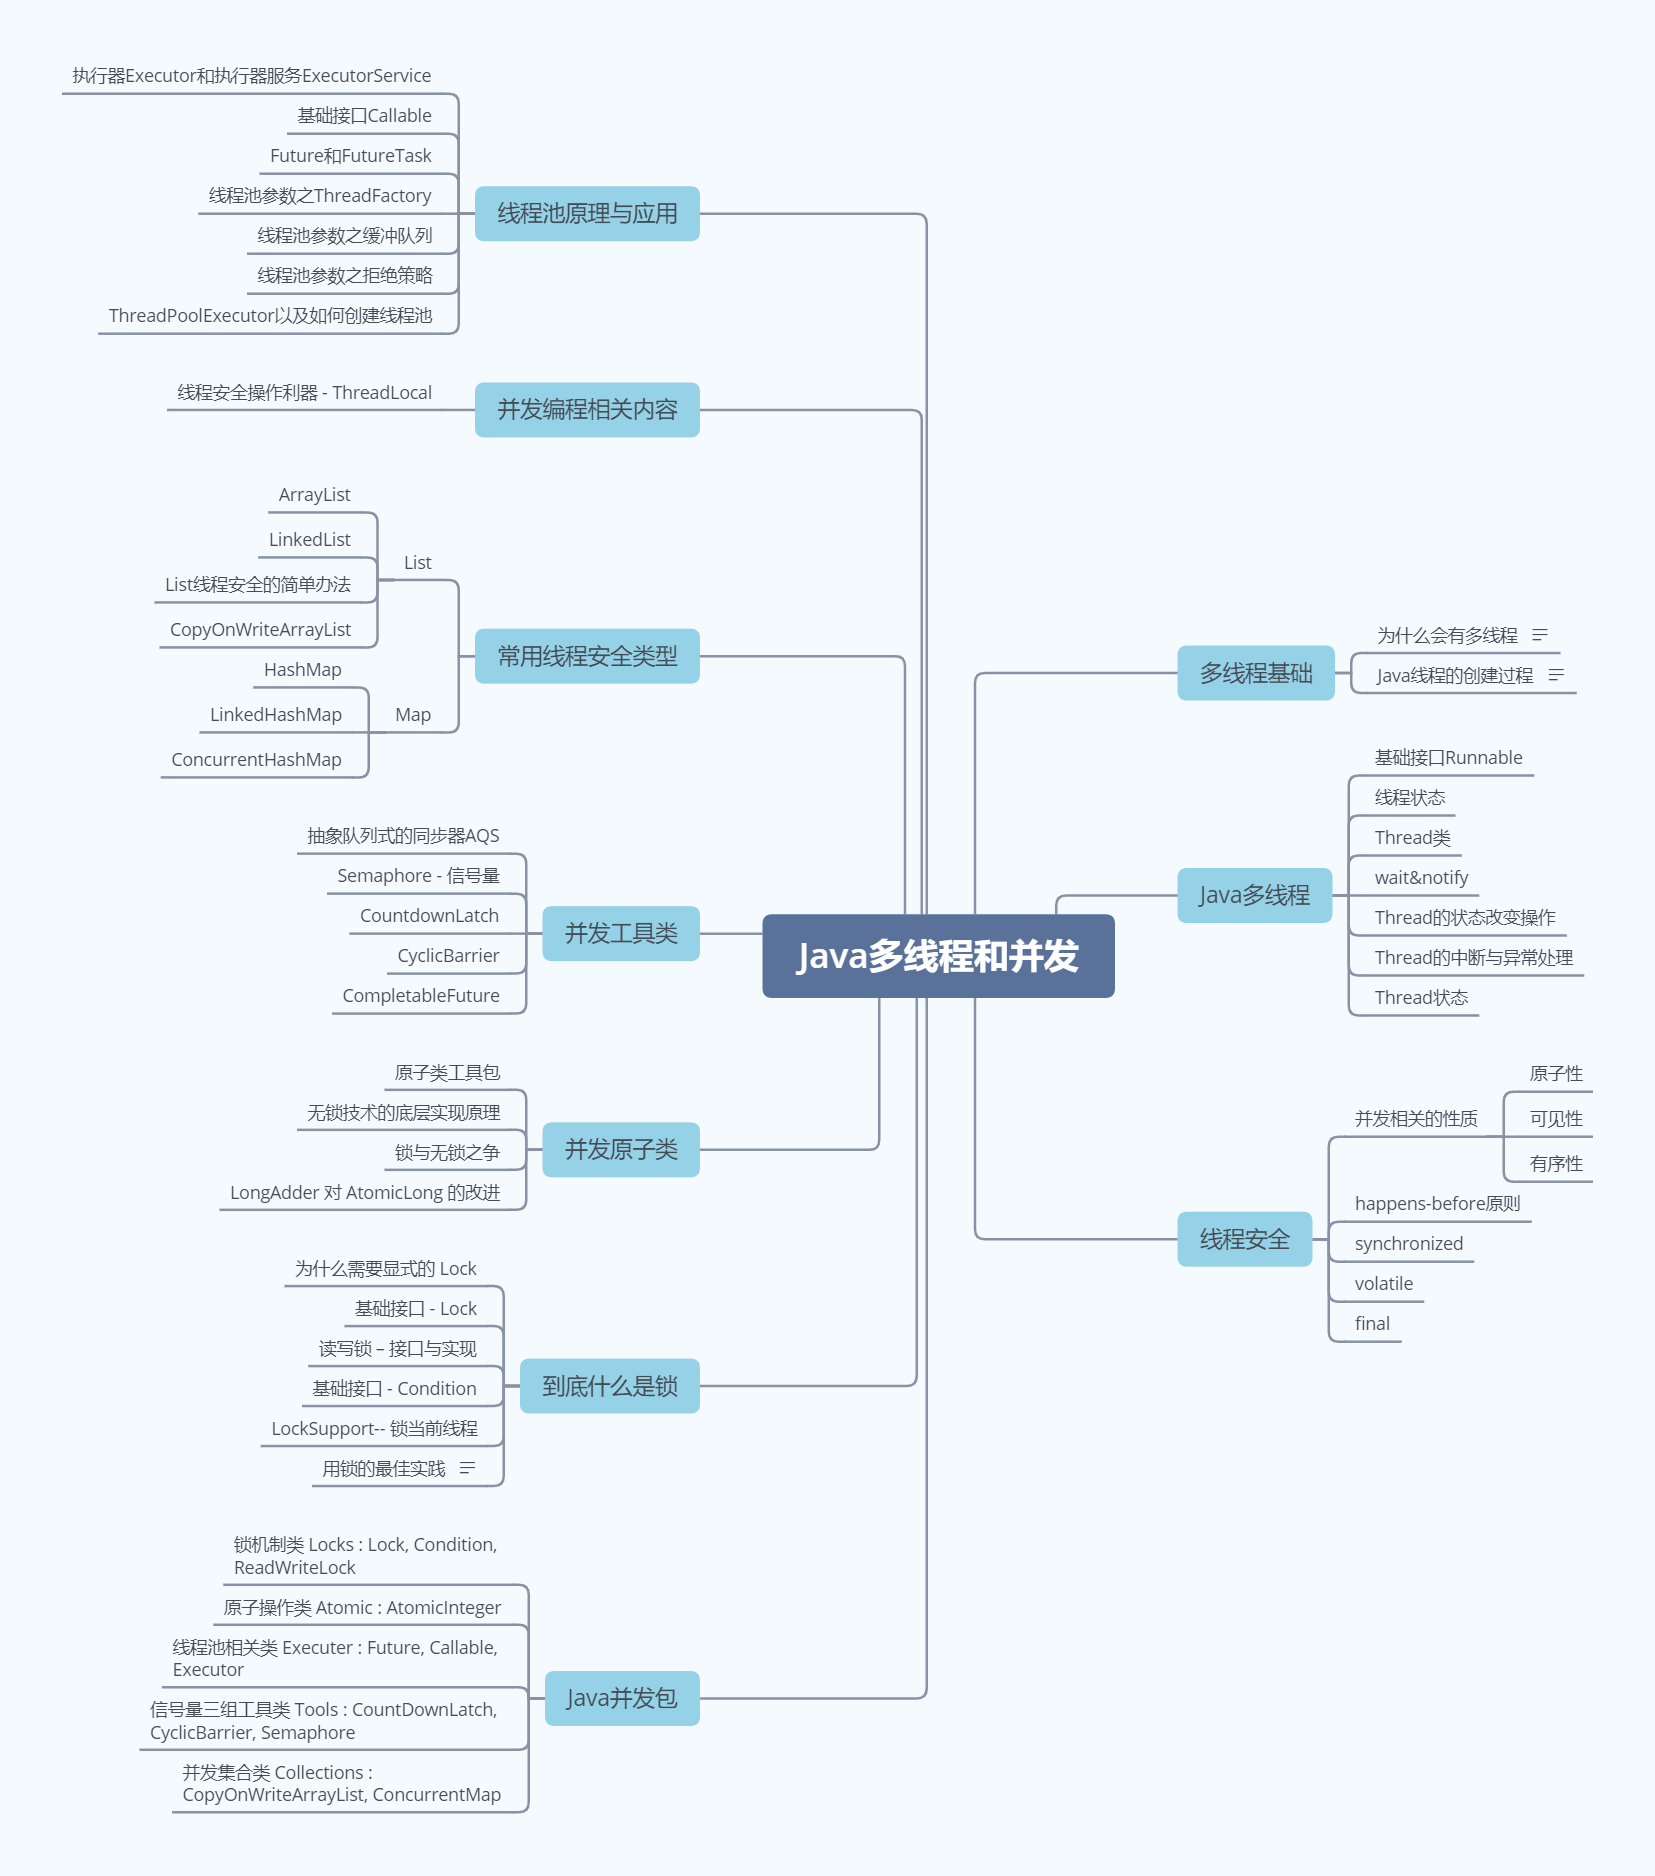 Java多线程和并发
多线程基础
为什么会有多线程
Java线程的创建过程
Java多线程
基础接口Runnable
线程状态
Thread类
wait&notify
Thread的状态改变操作
Thread的中断与异常处理
Thread状态
线程安全
并发相关的性质
原子性
可见性
有序性
happens-before原则
synchronized
volatile
final
线程池原理与应用
执行器Executor和执行器服务ExecutorService
基础接口Callable
Future和FutureTask
线程池参数之ThreadFactory
线程池参数之缓冲队列
线程池参数之拒绝策略
ThreadPoolExecutor以及如何创建线程池
并发编程相关内容
线程安全操作利器 - ThreadLocal
常用线程安全类型
List
ArrayList
LinkedList
List线程安全的简单办法
CopyOnWriteArrayList
Map
HashMap
LinkedHashMap
ConcurrentHashMap
并发工具类
抽象队列式的同步器AQS
Semaphore - 信号量
CountdownLatch
CyclicBarrier
CompletableFuture
并发原子类
原子类工具包
无锁技术的底层实现原理
锁与无锁之争
LongAdder 对 AtomicLong 的改进
到底什么是锁
为什么需要显式的 Lock
基础接口 - Lock
读写锁 – 接口与实现
基础接口 - Condition
LockSupport-- 锁当前线程
用锁的最佳实践
Java并发包
锁机制类 Locks : Lock, Condition,
ReadWriteLock
原子操作类 Atomic : AtomicInteger
线程池相关类 Executer : Future, Callable,
Executor
信号量三组工具类 Tools : CountDownLatch,
CyclicBarrier, Semaphore
并发集合类 Collections :
CopyOnWriteArrayList, ConcurrentMap